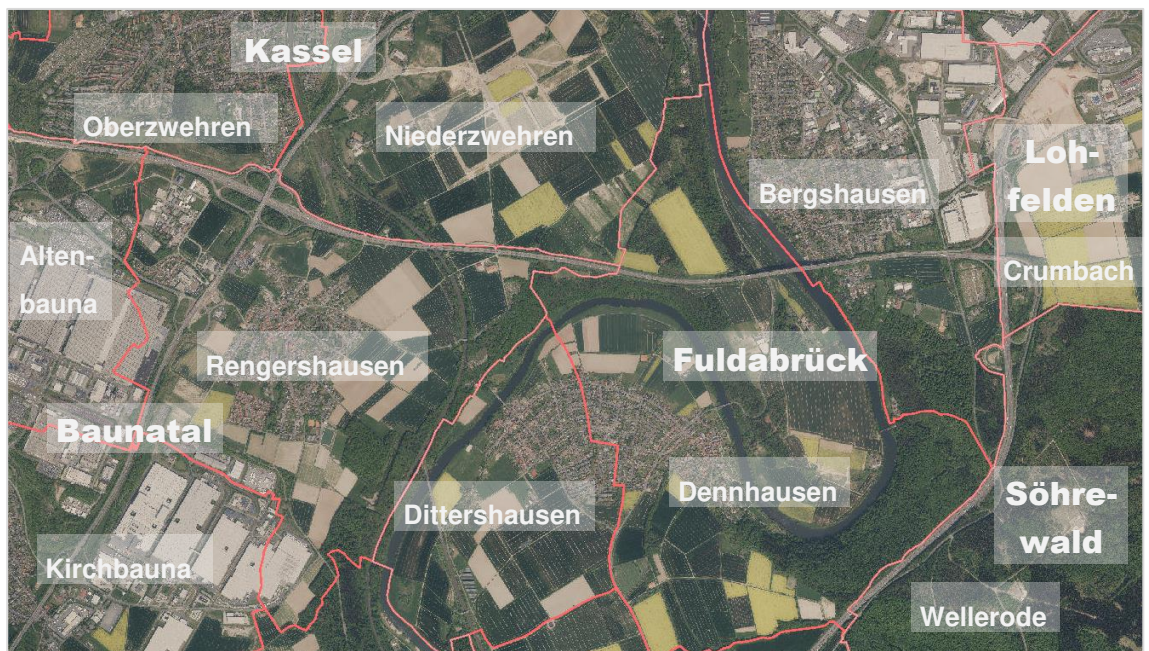 Kassel
Oberzwehren
Niederzwehren
Loh-
felden
Bergshausen
Alten-
bauna
Crumbach
Rengershausen
Fuldabrück
Baunatal
Dennhausen
Söhre-
wald
Dittershausen
Kirchbauna
Wellerode